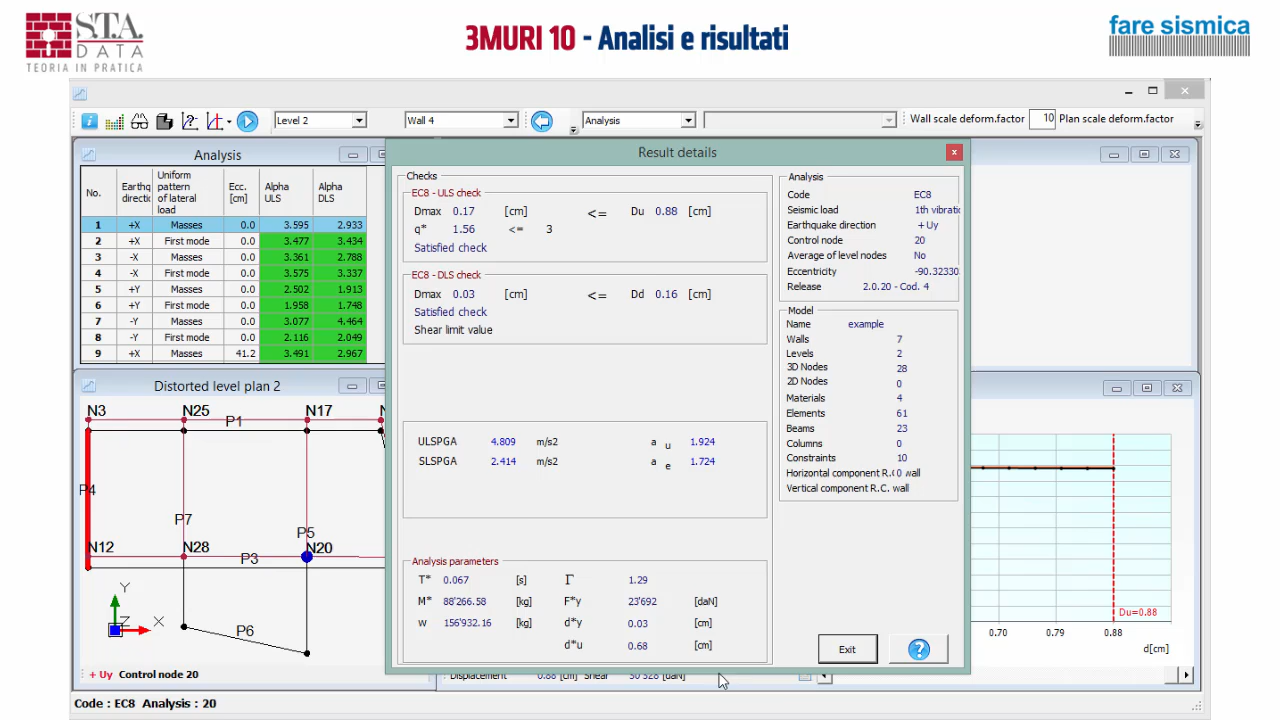 S.T.A.
DATA
TEORIA IN PRATICA
3MURI 10 - Analisi e risultati
fare sismica
Level 2
Wall 4
Analysis
Wall scale deform.factor
10
Plan scale deform.factor
Analysis
No.
Earthq
directic
Uniform
pattern
of lateral
load
Ecc.
[cm]
Alpha
ULS
Alpha
DLS
1 +X Masses 0.0 3.595 2.933
2 +X First mode 0.0 3.477 3.434
3 -X Masses 0.0 3.361 2.788
4 -X First mode 0.0 3.575 3.337
5 +Y Masses 0.0 2.502 1.913
6 +Y First mode 0.0 1.958 1.748
7 -Y Masses 0.0 3.077 4.464
8 -Y First mode 0.0 2.116 2.049
9 +X Masses 41.2 3.491 2.967
Distorted level plan 2
N3 N25 N17
P1
P4
P7
P5
N12 N28 N20
P3
P6
Y
Z
X
+ Uy Control node 20
Code : EC8 Analysis : 20
Result details
Checks
EC8 - ULS check
Dmax 0.17 [cm] <= Du 0.88 [cm]
q* 1.56 <= 3
Satisfied check
EC8 - DLS check
Dmax 0.03 [cm] <= Dd 0.16 [cm]
Satisfied check
Shear limit value
ULSPGA 4.809 m/s2 a u 1.924
SLSPGA 2.414 m/s2 a e 1.724
Analysis parameters
T* 0.067 [s] Γ 1.29
M* 88'266.58 [kg] F*y 23'692 [daN]
w 156'932.16 [kg] d*y 0.03 [cm]
d*u 0.68 [cm]
Analysis
Code EC8
Seismic load 1th vibratio
Earthquake direction + Uy
Control node 20
Average of level nodes No
Eccentricity -90.32330
Release 2.0.20 - Cod. 4
Model
Name example
Walls 7
Levels 2
3D Nodes 28
2D Nodes 0
Materials 4
Elements 61
Beams 23
Columns 0
Constraints 10
Horizontal component R.C. wall 0
Vertical component R.C. wall
Exit
?
Du=0.88
0.70 0.79 0.88
d[cm]
Displacement 0.88 [cm] Shear 30'528 [daN]